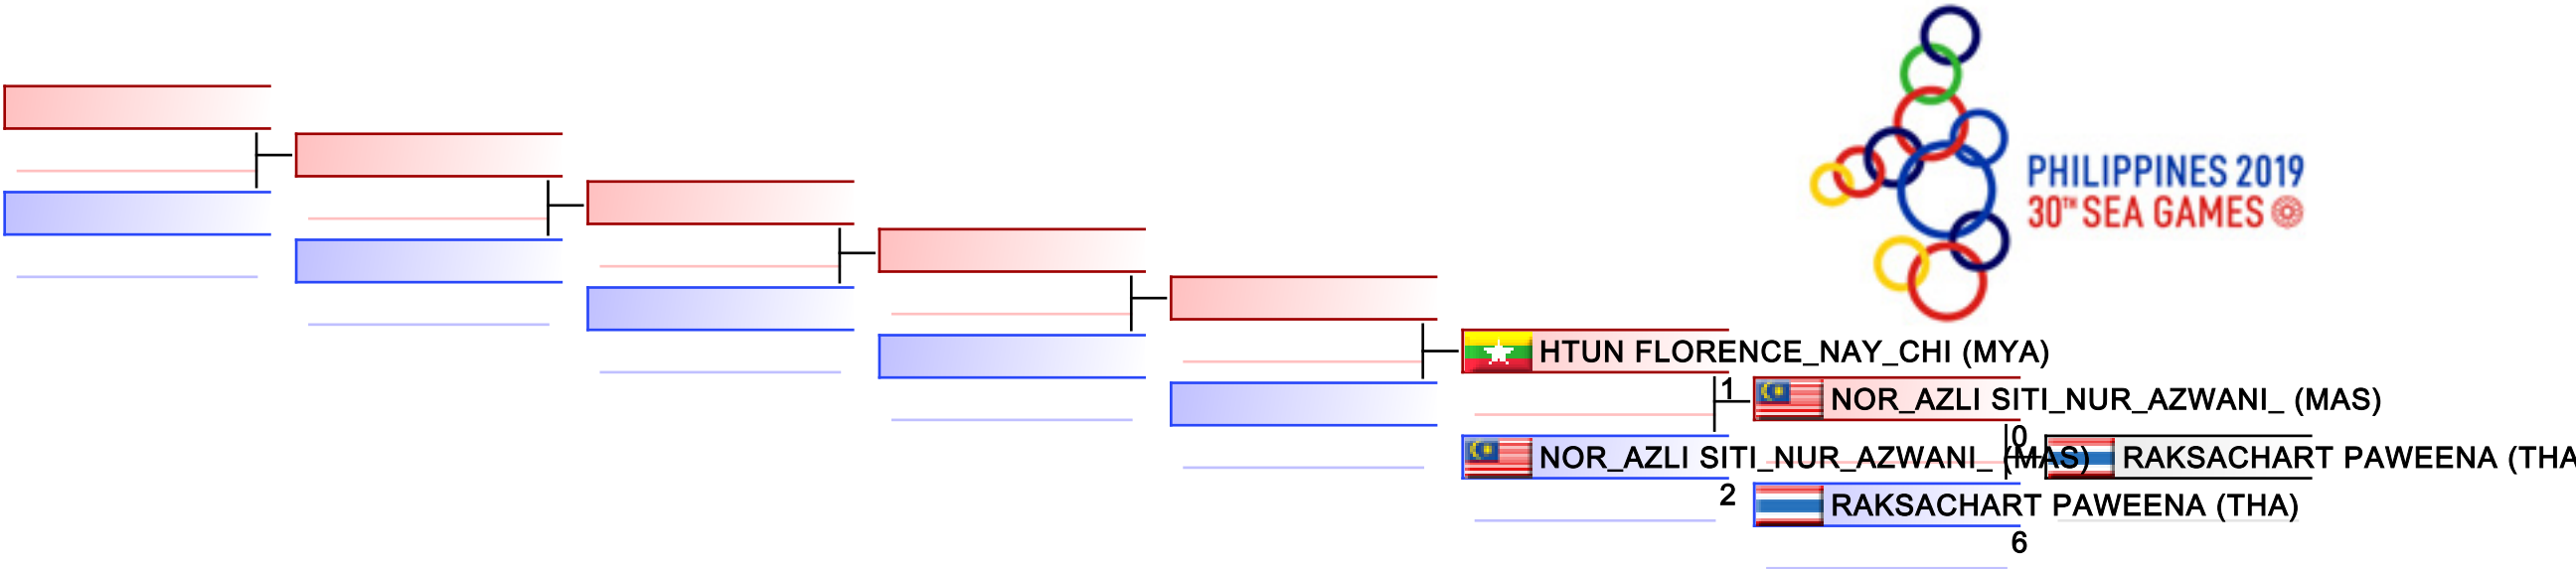 PHILIPPINES 2019
30TH SEA GAMES
HTUN FLORENCE_NAY_CHI (MYA)
1
NOR_AZLI SITI_NUR_AZWANI_ (MAS)
0
NOR_AZLI SITI_NUR_AZWANI_ (MAS)
RAKSACHART PAWEENA (THA
2
RAKSACHART PAWEENA (THA)
6